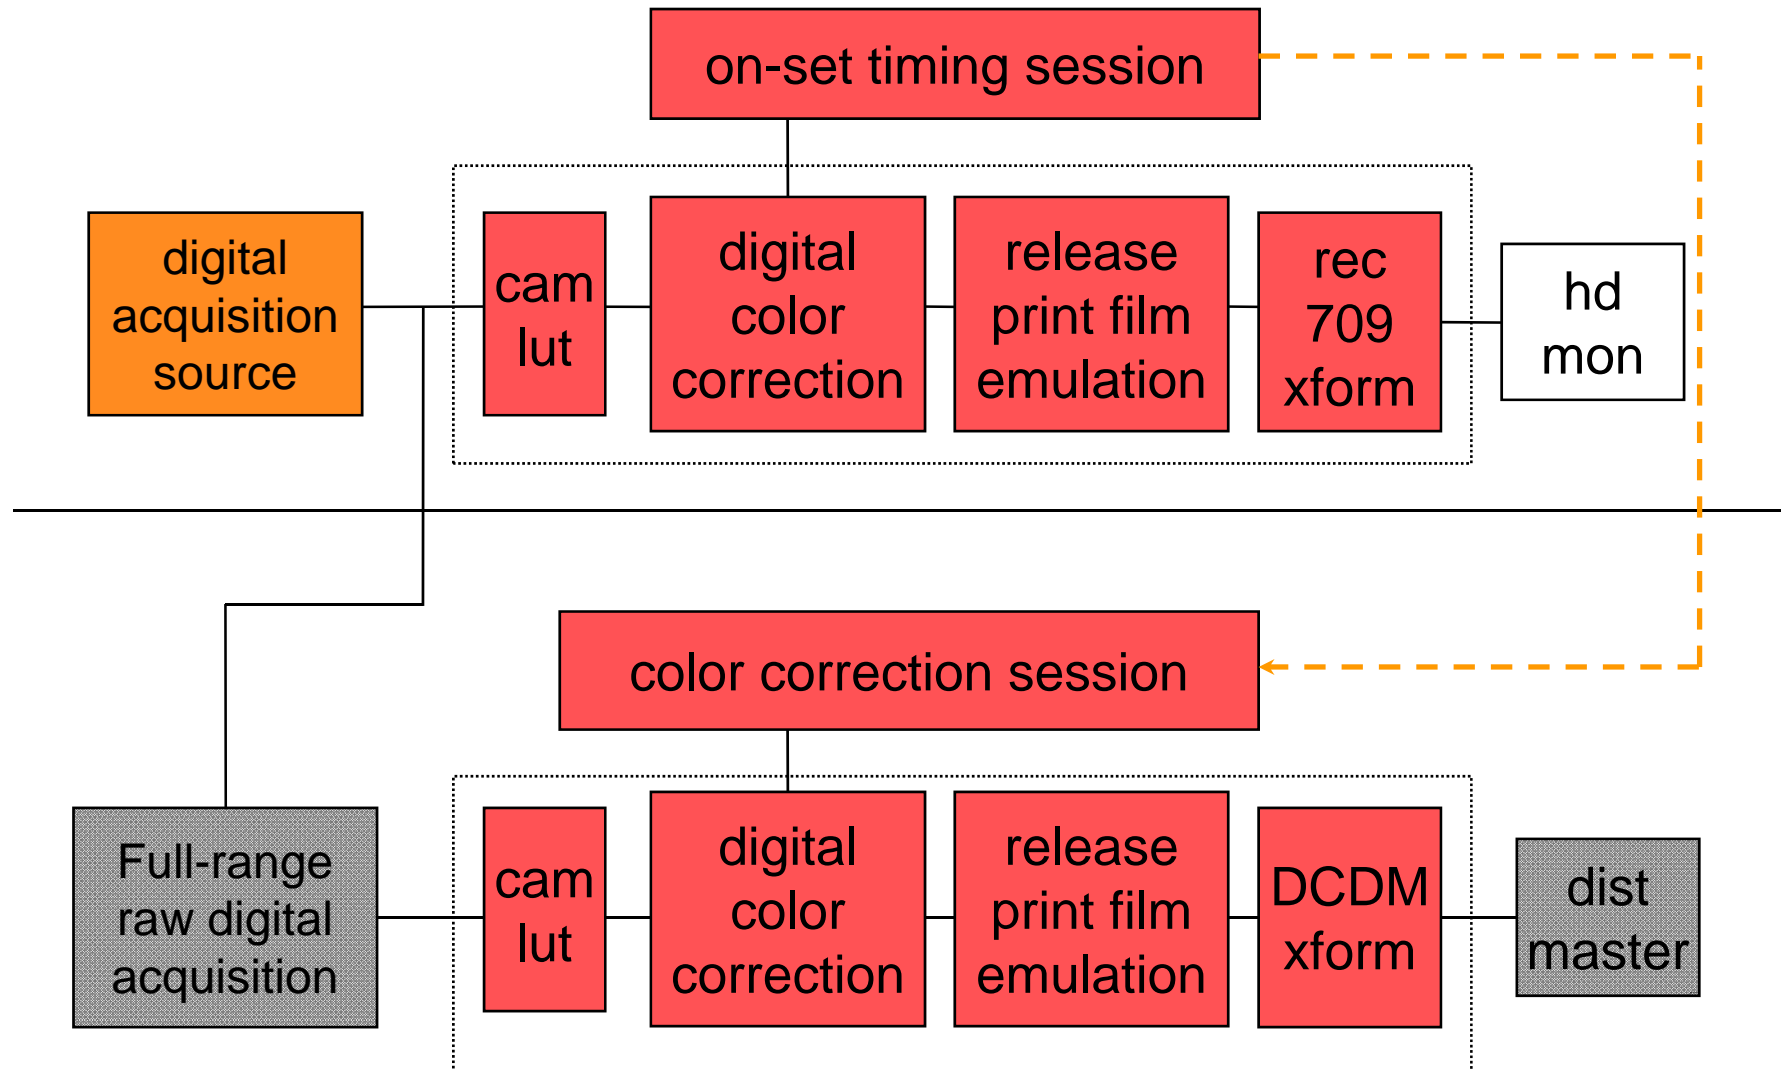 on-set timing session
digital
acquisition
source
cam
lut
digital
color
correction
release
print film
emulation
rec
709
xform
hd
mon
color correction session
Full-range
raw digital
acquisition
cam
lut
digital
color
correction
release
print film
emulation
DCDM
xform
dist
master